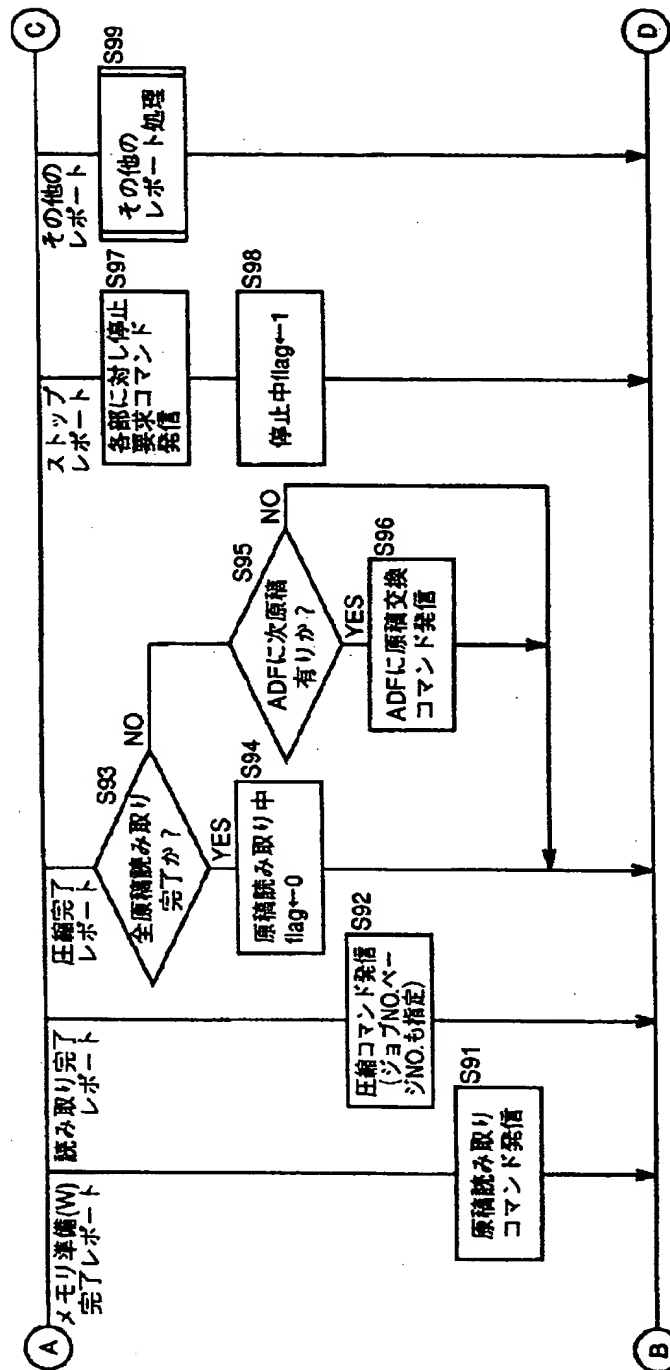 A
メモリ準備(W)
完了レポート
原稿読み取り
コマンド発信
S91
読み取り完了
レポート
圧縮コマンド発信
(ジョブNO.ペー
ジNO.も指定)
S92
圧縮完了
レポート
全原稿読み取り
完了か?
S93
YES
NO
原稿読み取り中
flag←0
S94
ADFに次原稿
有りか?
S95
YES
NO
ADFに原稿交換
コマンド発信
S96
ストップ
レポート
各部に対し停止
要求コマンド
発信
S97
停止中flag←1
S98
その他の
レポート
その他の
レポート処理
S99
C
B
D